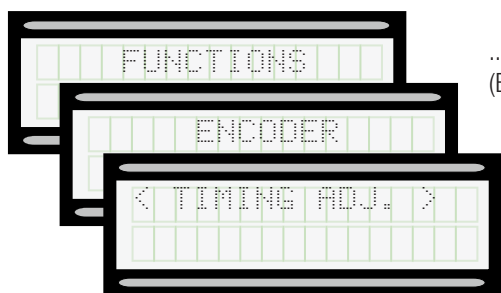 FUNCTIONS
ENCODER
< TIMING ADJ. >